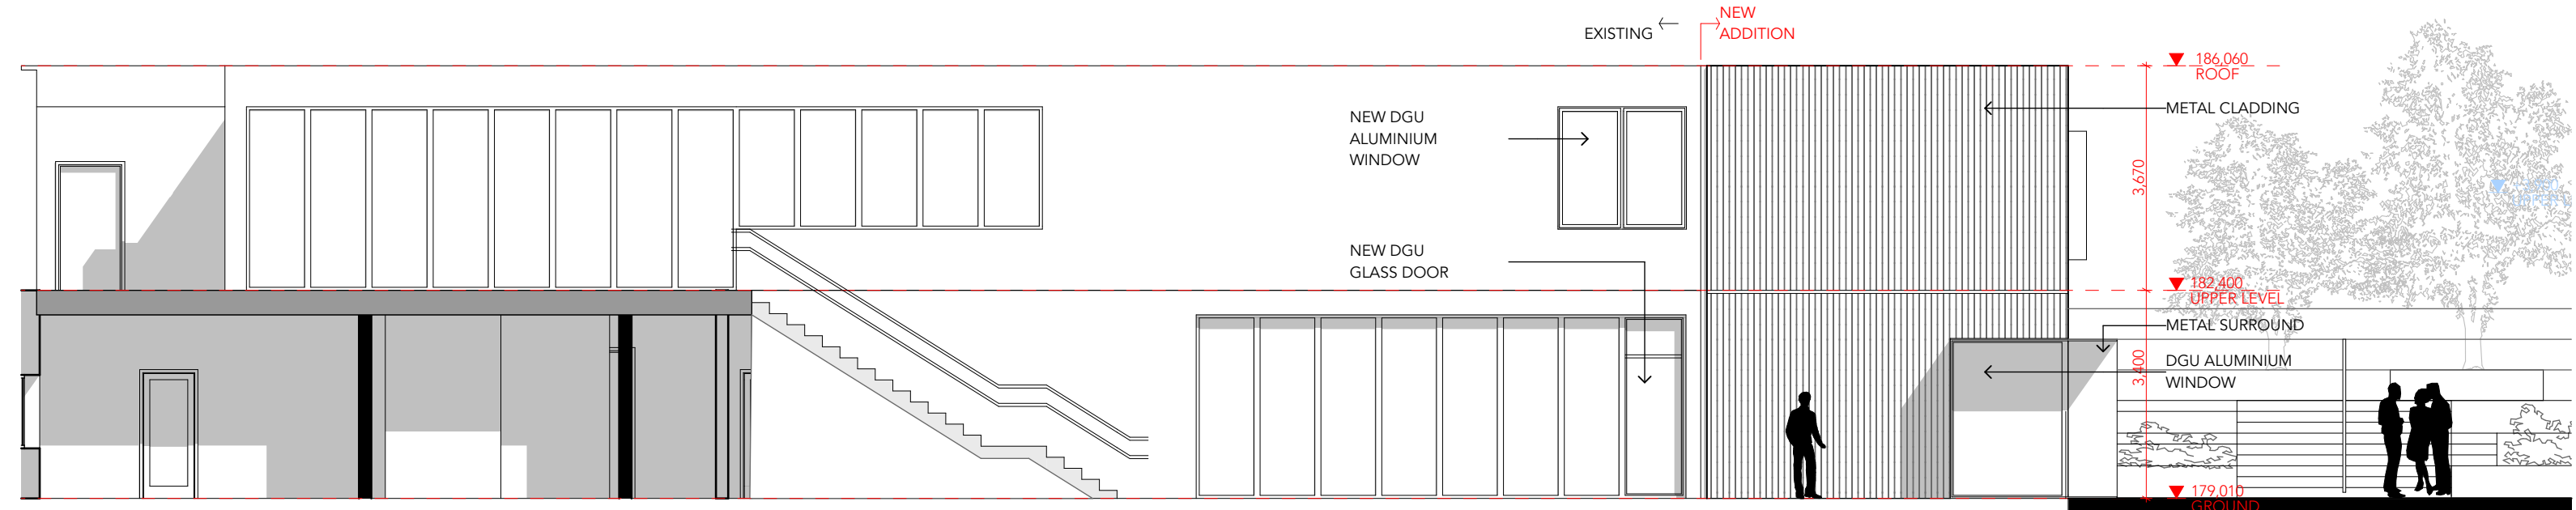 NEW
EXISTING
ADDITION
186,060
ROOF
METAL CLADDING
NEW DGU
ALUMINIUM
WINDOW
3,670
NEW DGU
GLASS DOOR
182,400
UPPER LEVEL
METAL SURROUND
3,400
DGU ALUMINIUM
WINDOW
179,010
GROUND